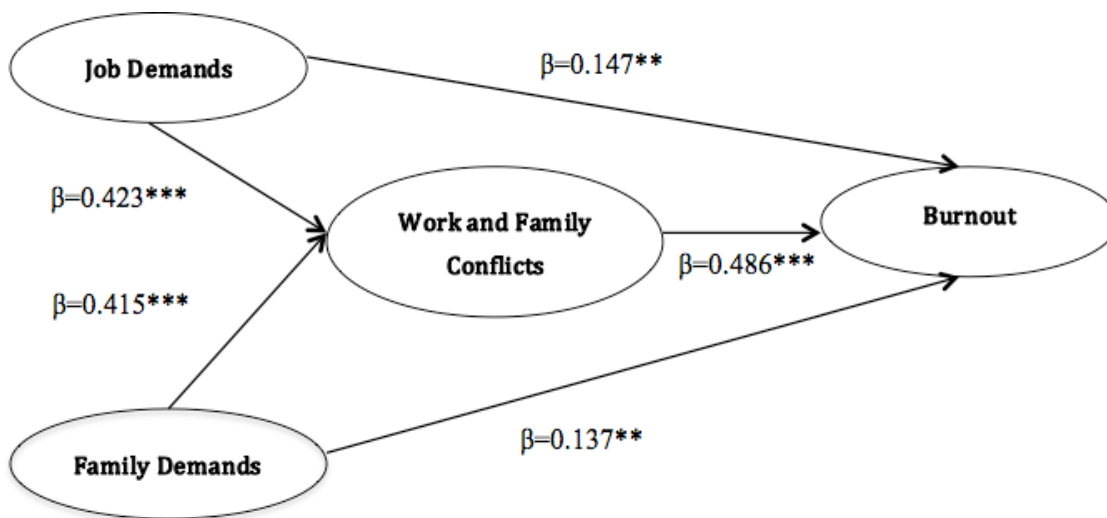 Job Demands
β=0.147**
β=0.423***
Work and Family
Conflicts
Burnout
β=0.486***
β=0.415***
β=0.137**
Family Demands